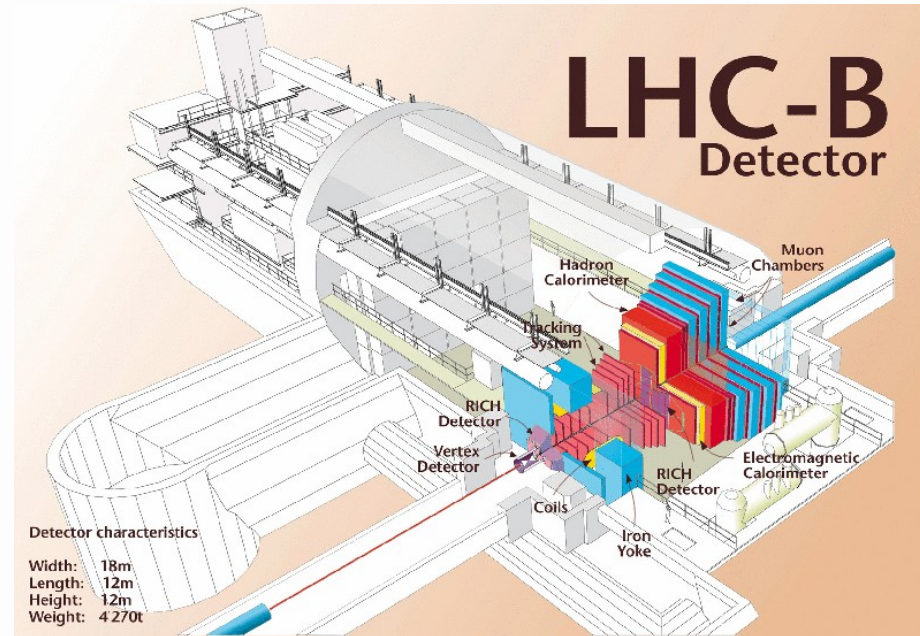 LHC-B
Detector
Muon
Chambers
Hadron
Calorimeter
Tracking
System
RICH
Detector
Vertex
Detector
Electromagnetic
Calorimeter
RICH
Detector
Coils
Iron
Yoke
Detector characteristics
Width: 18m
Length: 12m
Height: 12m
Weight: 4'270t